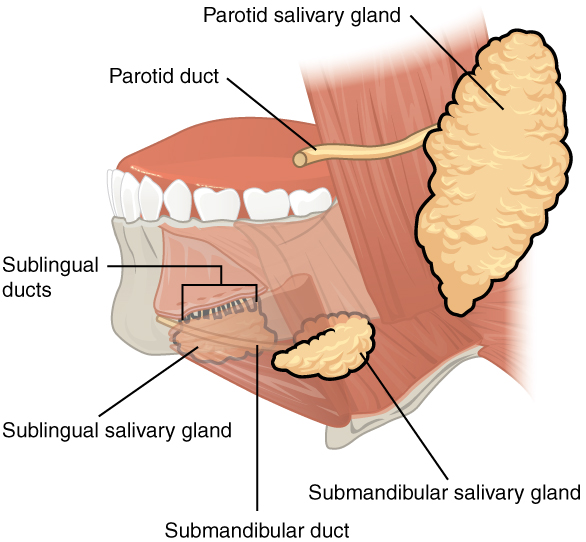 Parotid salivary gland
Parotid duct
Sublingual
ducts
Sublingual salivary gland
Submandibular salivary gland
Submandibular duct